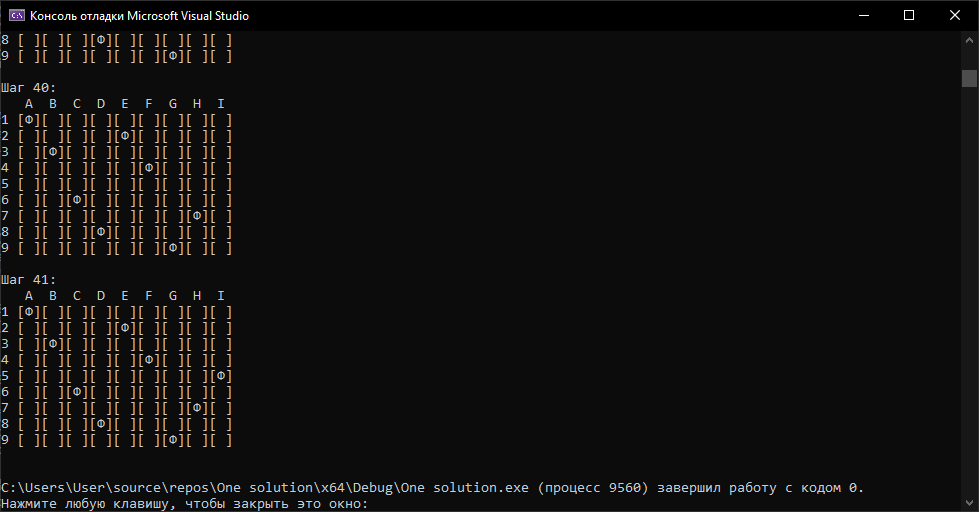 Консоль отладки Microsoft Visual Studio
8 [ ][ ][ ][Ф][ ][ ][ ][ ][ ]
9 [ ][ ][ ][ ][ ][ ][Ф][ ][ ]
Шаг 40:
A B C D E F G H I
1 [Ф][ ][ ][ ][ ][ ][ ][ ][ ]
2 [ ][ ][ ][ ][Ф][ ][ ][ ][ ]
3 [ ][Ф][ ][ ][ ][ ][ ][ ][ ]
4 [ ][ ][ ][ ][ ][Ф][ ][ ][ ]
5 [ ][ ][ ][ ][ ][ ][ ][ ][ ]
6 [ ][ ][Ф][ ][ ][ ][ ][ ][ ]
7 [ ][ ][ ][ ][ ][ ][ ][Ф][ ]
8 [ ][ ][ ][Ф][ ][ ][ ][ ][ ]
9 [ ][ ][ ][ ][ ][ ][Ф][ ][ ]
Шаг 41:
A B C D E F G H I
1 [Ф][ ][ ][ ][ ][ ][ ][ ][ ]
2 [ ][ ][ ][ ][Ф][ ][ ][ ][ ]
3 [ ][Ф][ ][ ][ ][ ][ ][ ][ ]
4 [ ][ ][ ][ ][ ][Ф][ ][ ][ ]
5 [ ][ ][ ][ ][ ][ ][ ][ ][Ф]
6 [ ][ ][Ф][ ][ ][ ][ ][ ][ ]
7 [ ][ ][ ][ ][ ][ ][ ][Ф][ ]
8 [ ][ ][ ][Ф][ ][ ][ ][ ][ ]
9 [ ][ ][ ][ ][ ][ ][Ф][ ][ ]
C:\Users\User\source\repos\One solution\x64\Debug\One solution.exe (процесс 9560) завершил работу с кодом 0.
Нажмите любую клавишу, чтобы закрыть это окно: